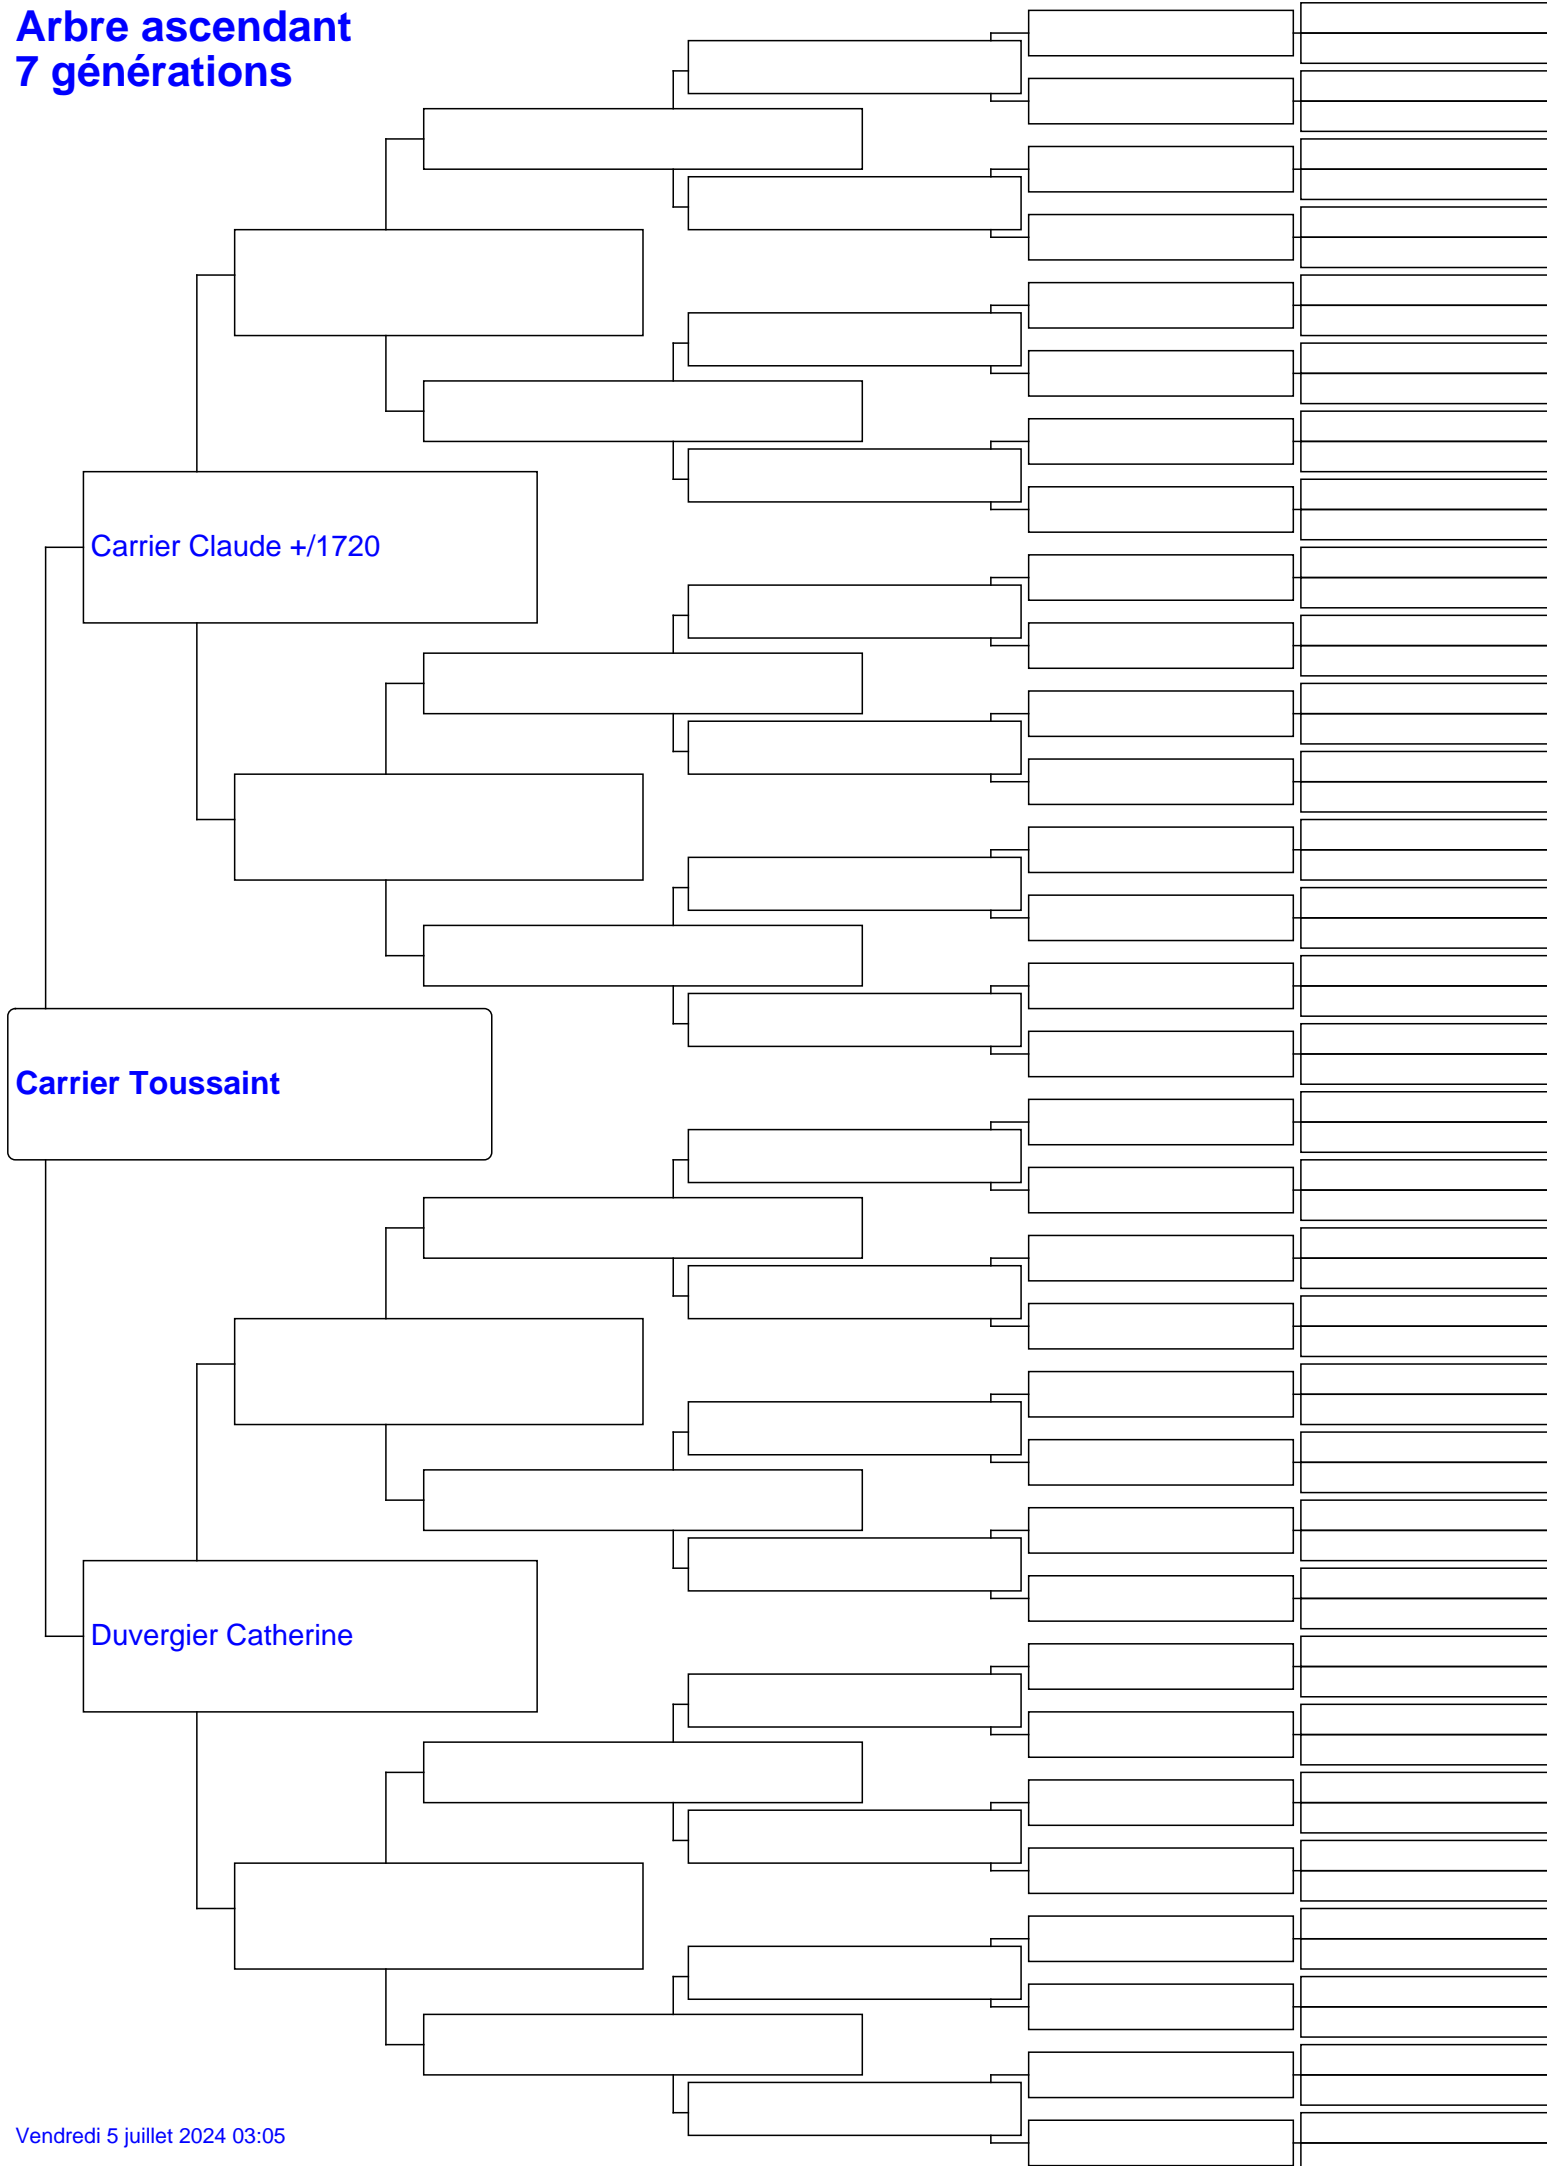 Arbre ascendant
7 générations
Carrier Claude +/1720
Carrier Toussaint
Duvergier Catherine
Vendredi 5 juillet 2024 03:05